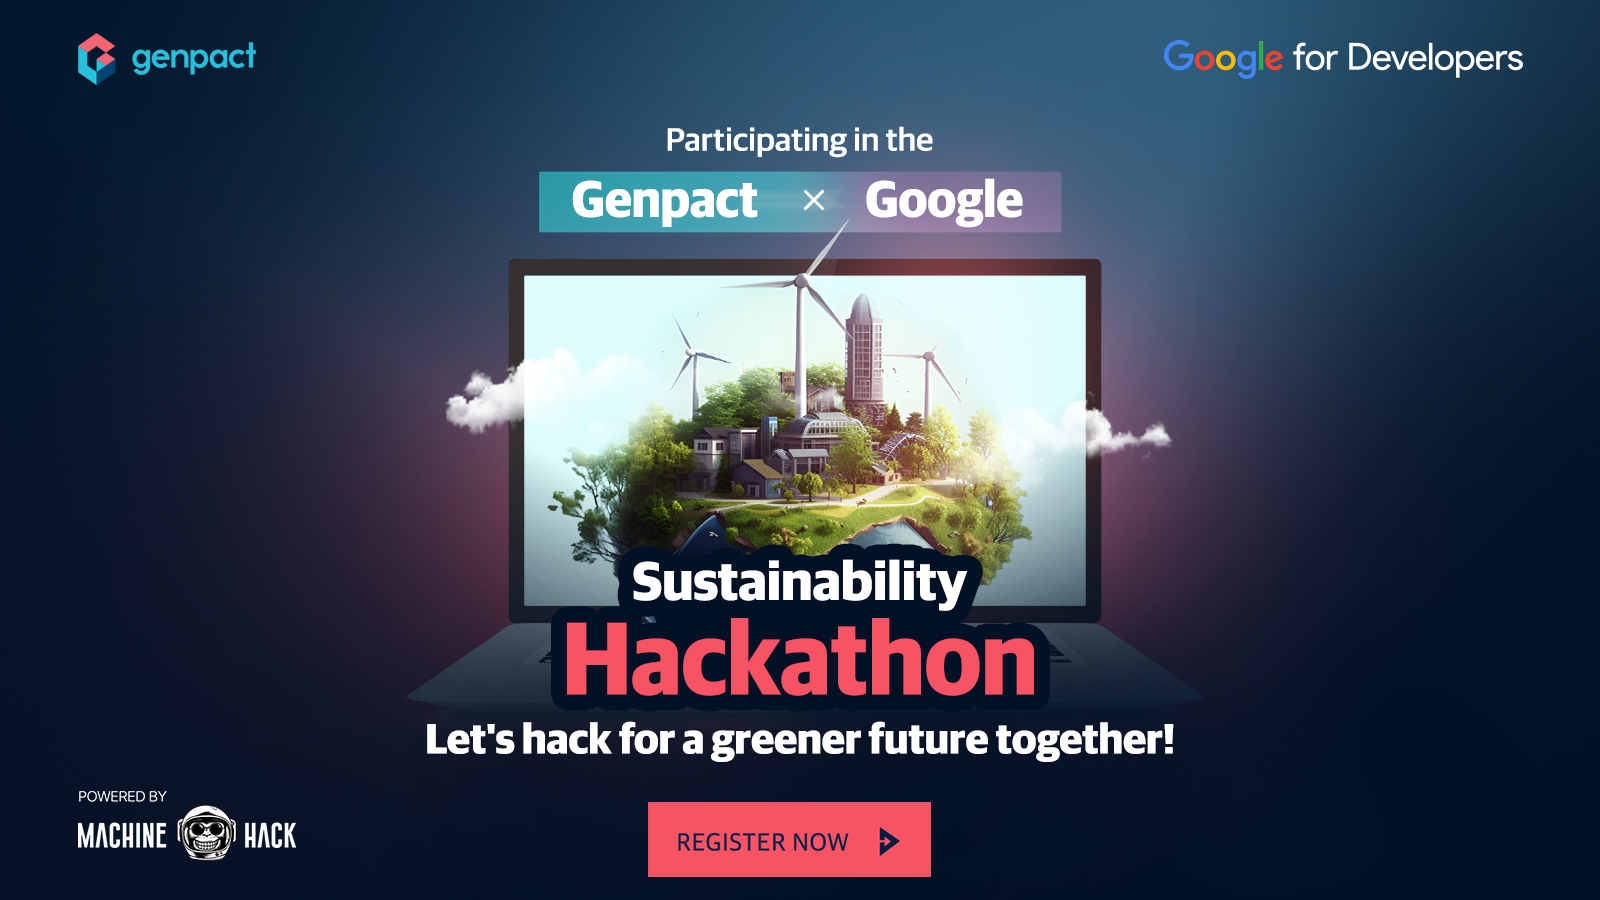 genpact
Google for Developers
Participating in the
Genpact × Google
Sustainability
Hackathon
Let's hack for a greener future together!
POWERED BY
MACHINE HACK
REGISTER NOW